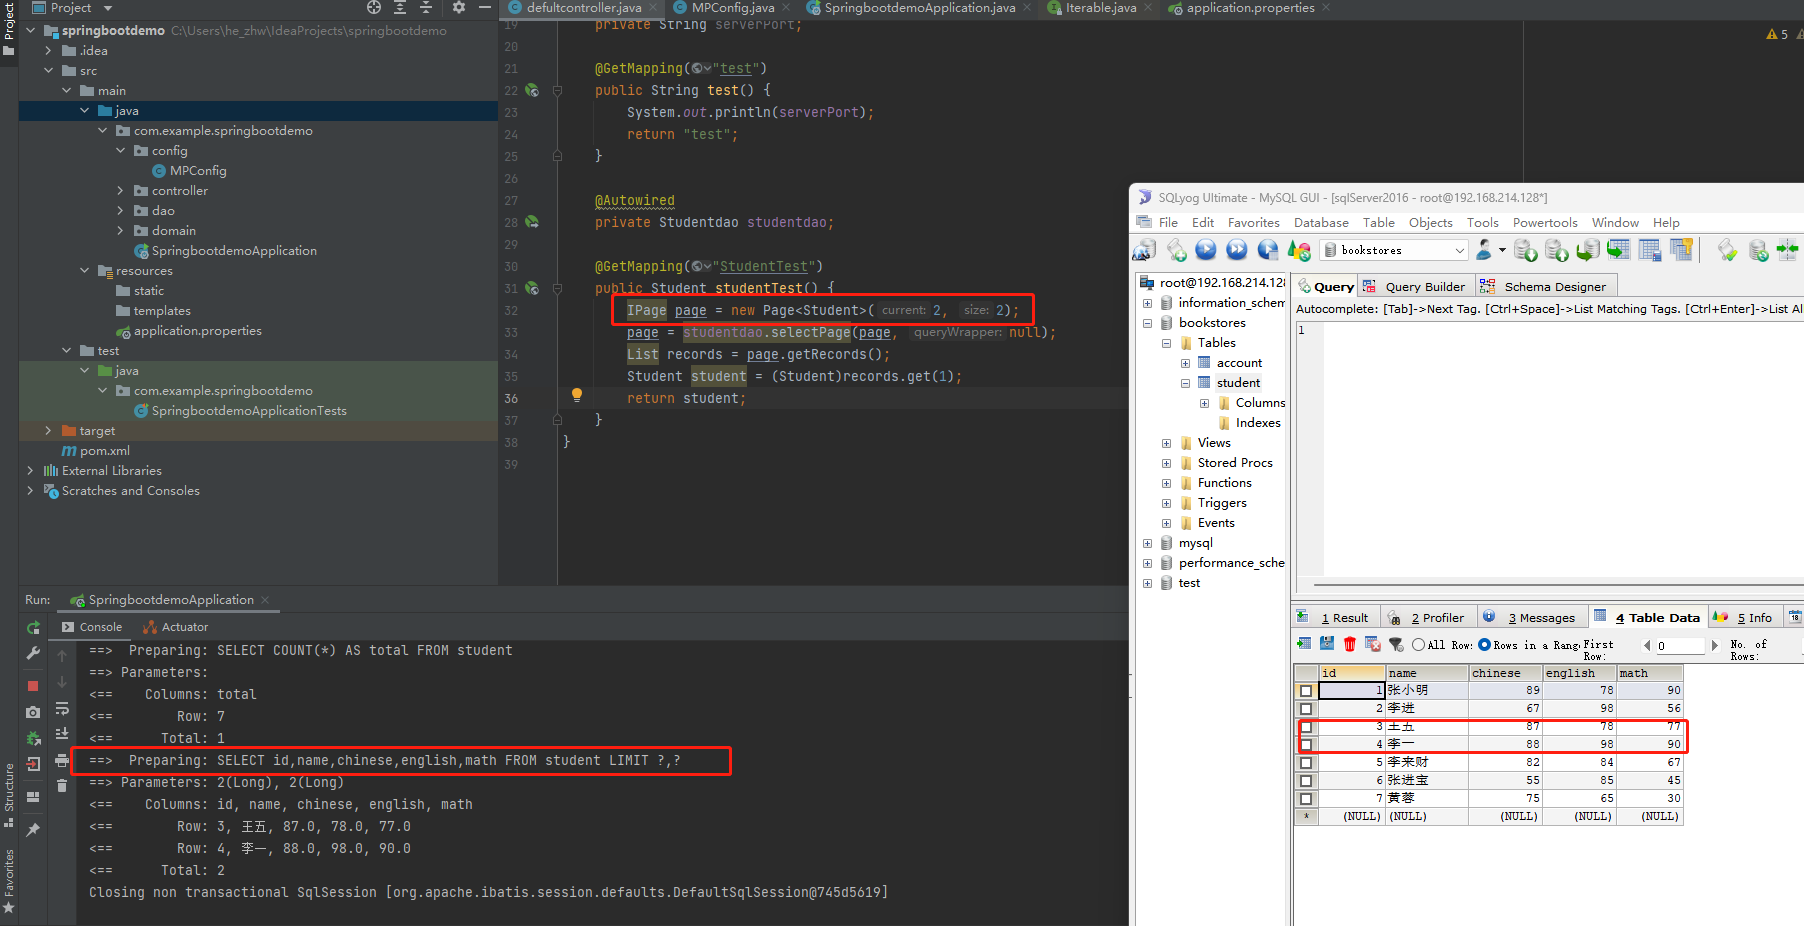 Project
springbootdemo C:\Users\he_zhw\IdeaProjects\springbootdemo
.idea
src
main
java
com.example.springbootdemo
config
MPConfig
controller
dao
domain
SpringbootdemoApplication
resources
static
templates
application.properties
test
java
com.example.springbootdemo
SpringbootdemoApplicationTests
target
pom.xml
External Libraries
Scratches and Consoles
Project
Structure
Favorites
defultcontroller.java
MPConfig.java
SpringbootdemoApplication.java
Iterable.java
application.properties
5
19 private String serverPort;
20
21 @GetMapping("test")
22 public String test() {
23 System.out.println(serverPort);
24 return "test";
25 }
26
27 @Autowired
28 private Studentdao studentdao;
29
30 @GetMapping("StudentTest")
31 public Student studentTest() {
32 IPage page = new Page<Student>( current: 2, size: 2);
33 page = studentdao.selectPage(page, queryWrapper: null);
34 List records = page.getRecords();
35 Student student = (Student)records.get(1);
36 return student;
37 }
38 }
39
Run: SpringbootdemoApplication
Console Actuator
==> Preparing: SELECT COUNT(*) AS total FROM student
==> Parameters:
<== Columns: total
<== Row: 7
<== Total: 1
==> Preparing: SELECT id,name,chinese,english,math FROM student LIMIT ?,?
==> Parameters: 2(Long), 2(Long)
<== Columns: id, name, chinese, english, math
<== Row: 3, 王五, 87.0, 78.0, 77.0
<== Row: 4, 李一, 88.0, 98.0, 90.0
<== Total: 2
Closing non transactional SqlSession [org.apache.ibatis.session.defaults.DefaultSqlSession@745d5619]
SQLyog Ultimate - MySQL GUI - [sqlServer2016 - root@192.168.214.128*]
File Edit Favorites Database Table Objects Tools Powertools Window Help
bookstores
root@192.168.214.128
information_schem
bookstores
Tables
account
student
Columns
Indexes
Views
Stored Procs
Functions
Triggers
Events
mysql
performance_sche
test
Query Query Builder Schema Designer
Autocomplete: [Tab]->Next Tag. [Ctrl+Space]->List Matching Tags. [Ctrl+Enter]->List Al
1
1 Result 2 Profiler 3 Messages 4 Table Data 5 Info
All Row: Rows in a Rang First Row: 0 No. of Rows:
id name chinese english math
1 张小明 89 78 90
2 李进 67 98 56
3 王五 87 78 77
4 李一 88 98 90
5 李来财 82 84 67
6 张进宝 55 85 45
7 黄蓉 75 65 30
* (NULL) (NULL) (NULL) (NULL) (NULL)